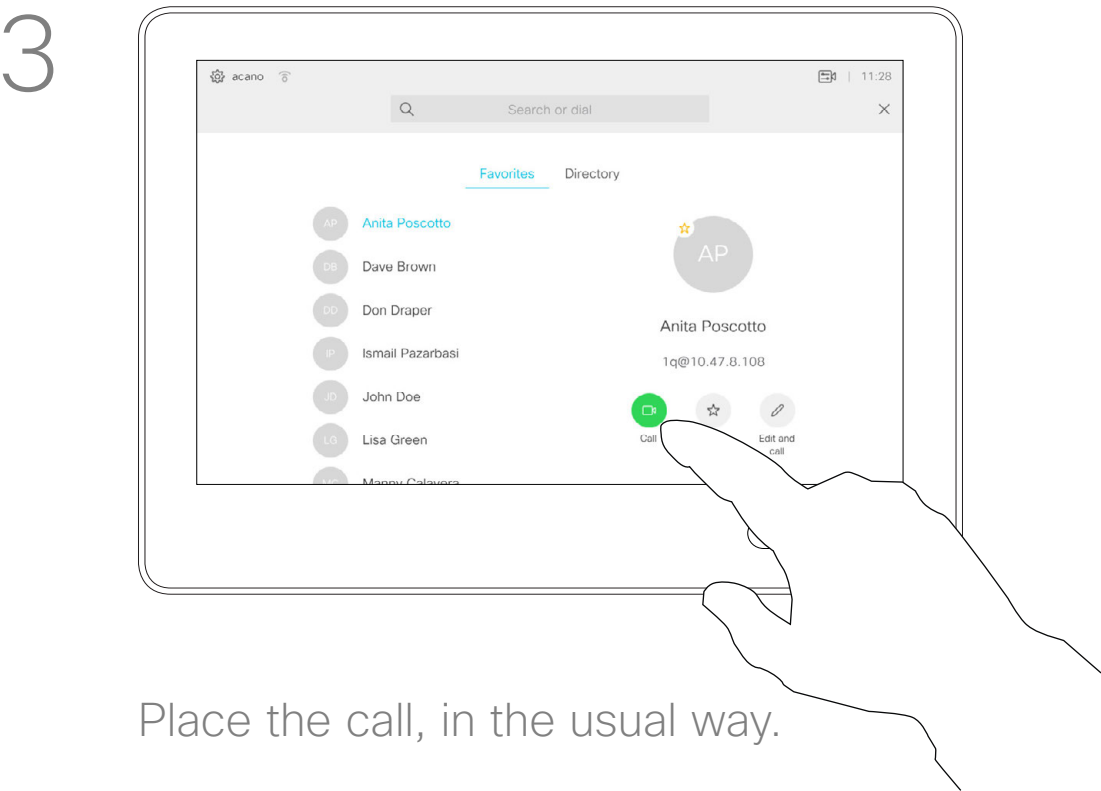 3
acano
11:28
Search or dial
Favorites Directory
AP Anita Poscotto
DB Dave Brown
DD Don Draper
IP Ismail Pazarbasi
JD John Doe
LG Lisa Green
Manny Calavera
AP
Anita Poscotto
1q@10.47.8.108
Call
Edit and
call
Place the call, in the usual way.